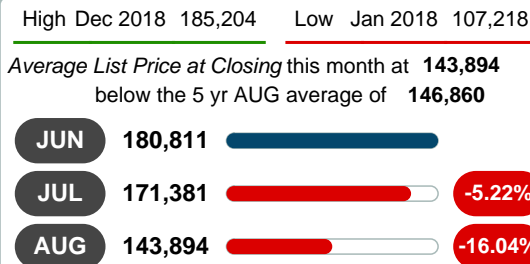 High Dec 2018 185,204 Low Jan 2018 107,218
Average List Price at Closing this month at 143,894
below the 5 yr AUG average of 146,860
JUN 180,811
JUL 171,381 -5.22%
AUG 143,894 -16.04%